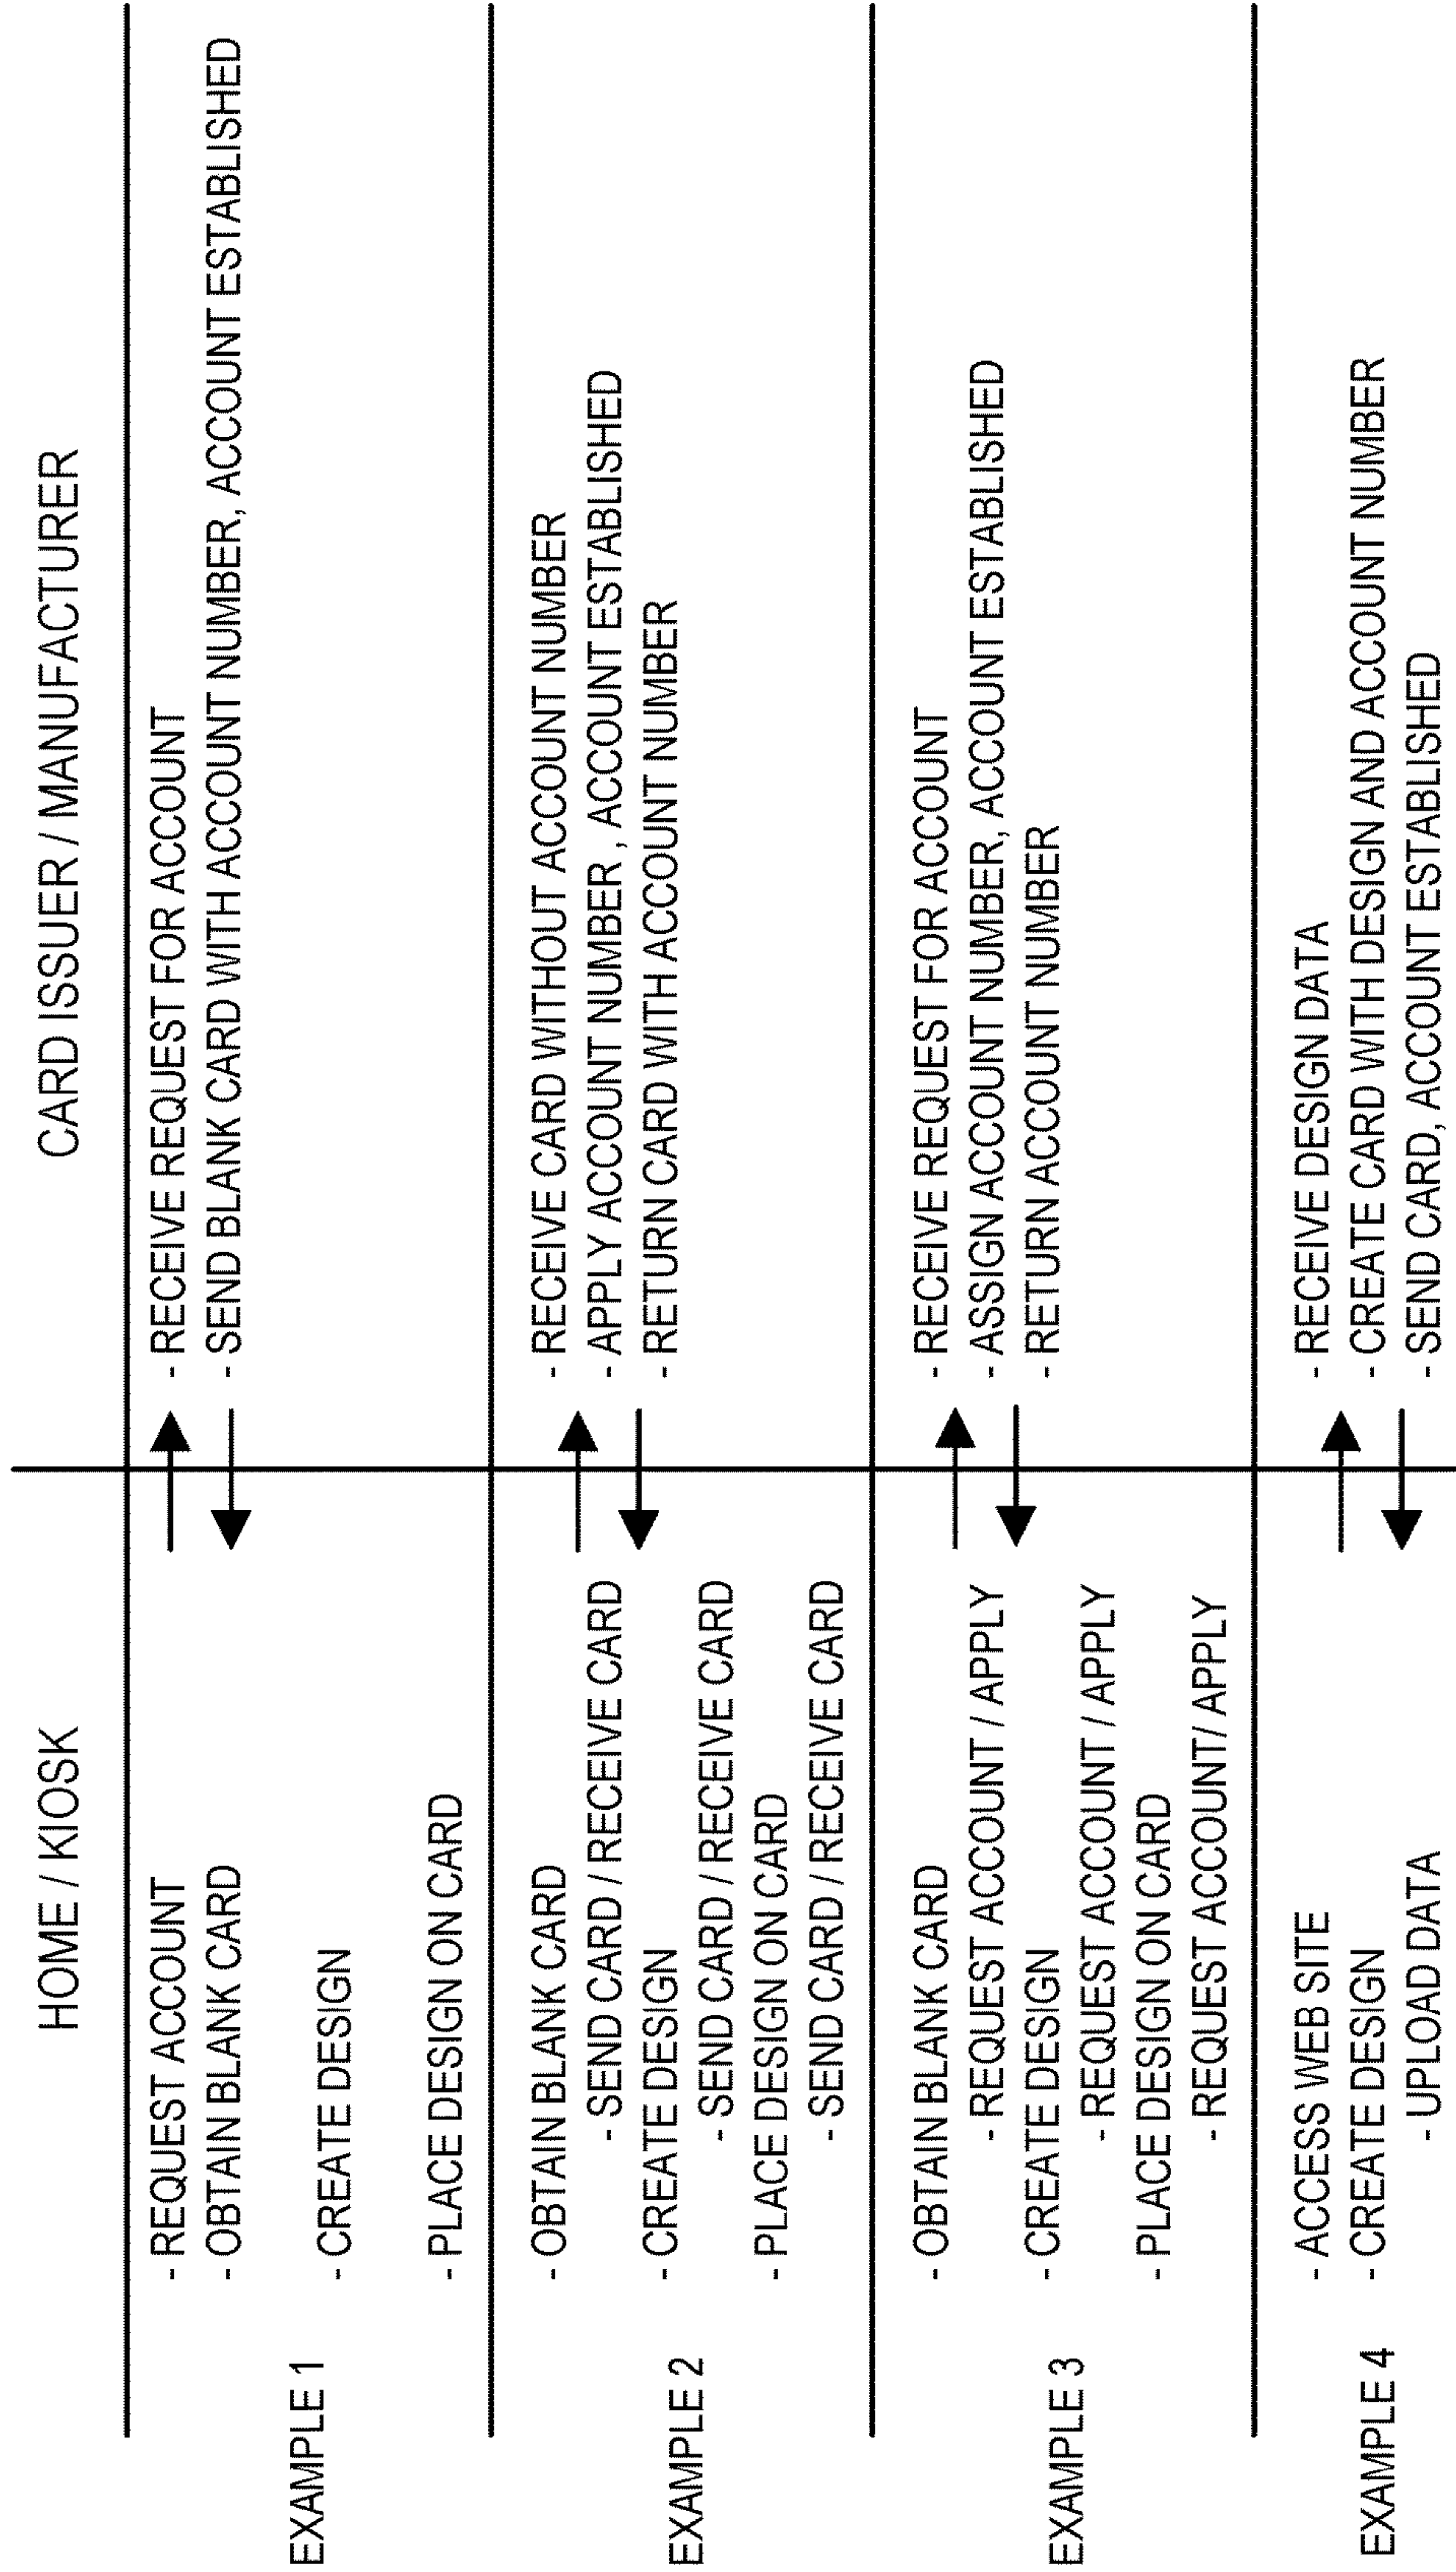 HOME / KIOSK
CARD ISSUER / MANUFACTURER
EXAMPLE 1
- REQUEST ACCOUNT
- OBTAIN BLANK CARD
- CREATE DESIGN
- PLACE DESIGN ON CARD
- RECEIVE REQUEST FOR ACCOUNT
- SEND BLANK CARD WITH ACCOUNT NUMBER, ACCOUNT ESTABLISHED
EXAMPLE 2
- OBTAIN BLANK CARD
- SEND CARD / RECEIVE CARD
- CREATE DESIGN
- SEND CARD / RECEIVE CARD
- PLACE DESIGN ON CARD
- SEND CARD / RECEIVE CARD
- RECEIVE CARD WITHOUT ACCOUNT NUMBER
- APPLY ACCOUNT NUMBER , ACCOUNT ESTABLISHED
- RETURN CARD WITH ACCOUNT NUMBER
EXAMPLE 3
- OBTAIN BLANK CARD
- REQUEST ACCOUNT / APPLY
- CREATE DESIGN
- REQUEST ACCOUNT / APPLY
- PLACE DESIGN ON CARD
- REQUEST ACCOUNT/ APPLY
- RECEIVE REQUEST FOR ACCOUNT
- ASSIGN ACCOUNT NUMBER, ACCOUNT ESTABLISHED
- RETURN ACCOUNT NUMBER
EXAMPLE 4
- ACCESS WEB SITE
- CREATE DESIGN
- UPLOAD DATA
- RECEIVE DESIGN DATA
- CREATE CARD WITH DESIGN AND ACCOUNT NUMBER
- SEND CARD, ACCOUNT ESTABLISHED